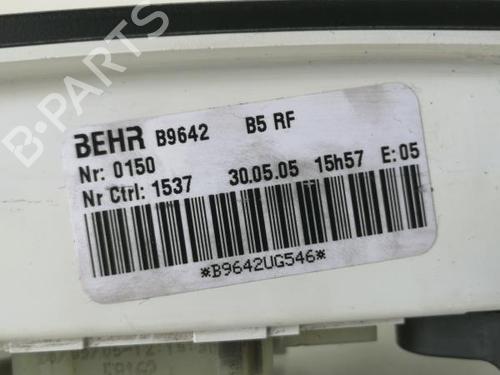 B-PARTS
BEHR B9642 B5 RF
Nr: 0150
Nr Ctrl: 1537 30.05.05 15h57 E: 05
*B9642UG546*